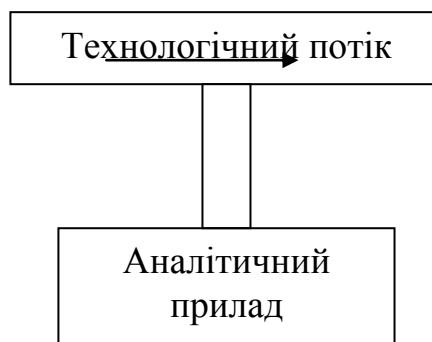 Технологічний потік
Аналітичний
прилад